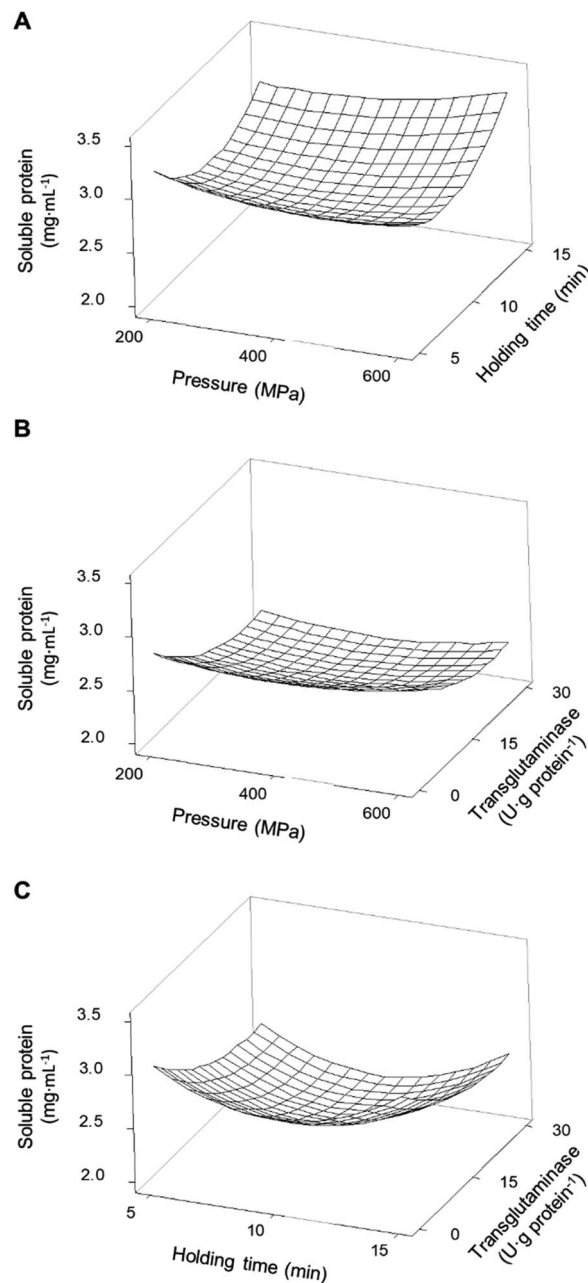 A
3.5
3.0
2.5
2.0
Soluble protein
(mg·mL⁻¹)
200
400
600
Pressure (MPa)
5
10
15
Holding time (min)
B
3.5
3.0
2.5
2.0
Soluble protein
(mg·mL⁻¹)
200
400
600
Pressure (MPa)
0
15
30
Transglutaminase
(U·g protein⁻¹)
C
3.5
3.0
2.5
2.0
Soluble protein
(mg·mL⁻¹)
5
10
15
Holding time (min)
0
15
30
Transglutaminase
(U·g protein⁻¹)